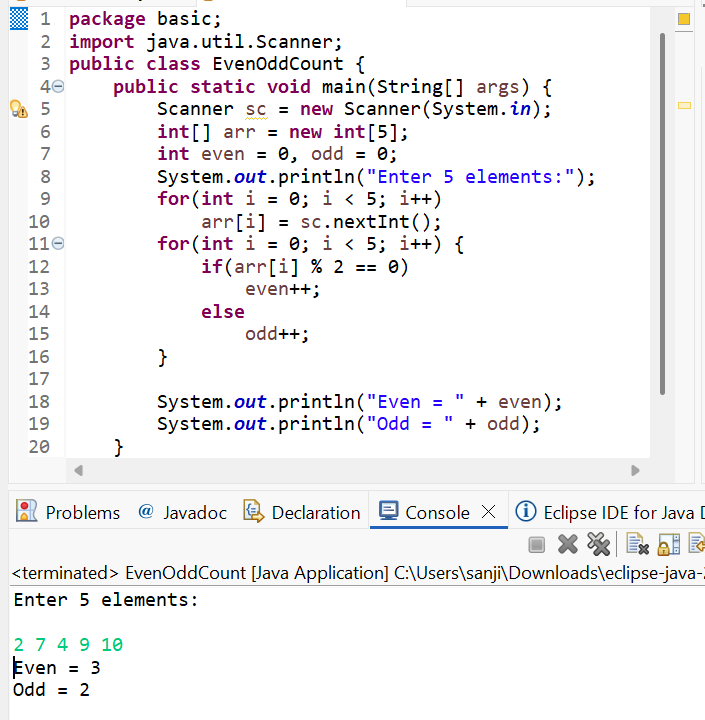 1 package basic;
2 import java.util.Scanner;
3 public class EvenOddCount {
4 public static void main(String[] args) {
5 Scanner sc = new Scanner(System.in);
6 int[] arr = new int[5];
7 int even = 0, odd = 0;
8 System.out.println("Enter 5 elements:");
9 for(int i = 0; i < 5; i++)
10 arr[i] = sc.nextInt();
11 for(int i = 0; i < 5; i++) {
12 if(arr[i] % 2 == 0)
13 even++;
14 else
15 odd++;
16 }
17
18 System.out.println("Even = " + even);
19 System.out.println("Odd = " + odd);
20 }
Problems @ Javadoc Declaration Console Eclipse IDE for Java
<terminated> EvenOddCount [Java Application] C:\Users\sanji\Downloads\eclipse-java-
Enter 5 elements:
2 7 4 9 10
Even = 3
Odd = 2